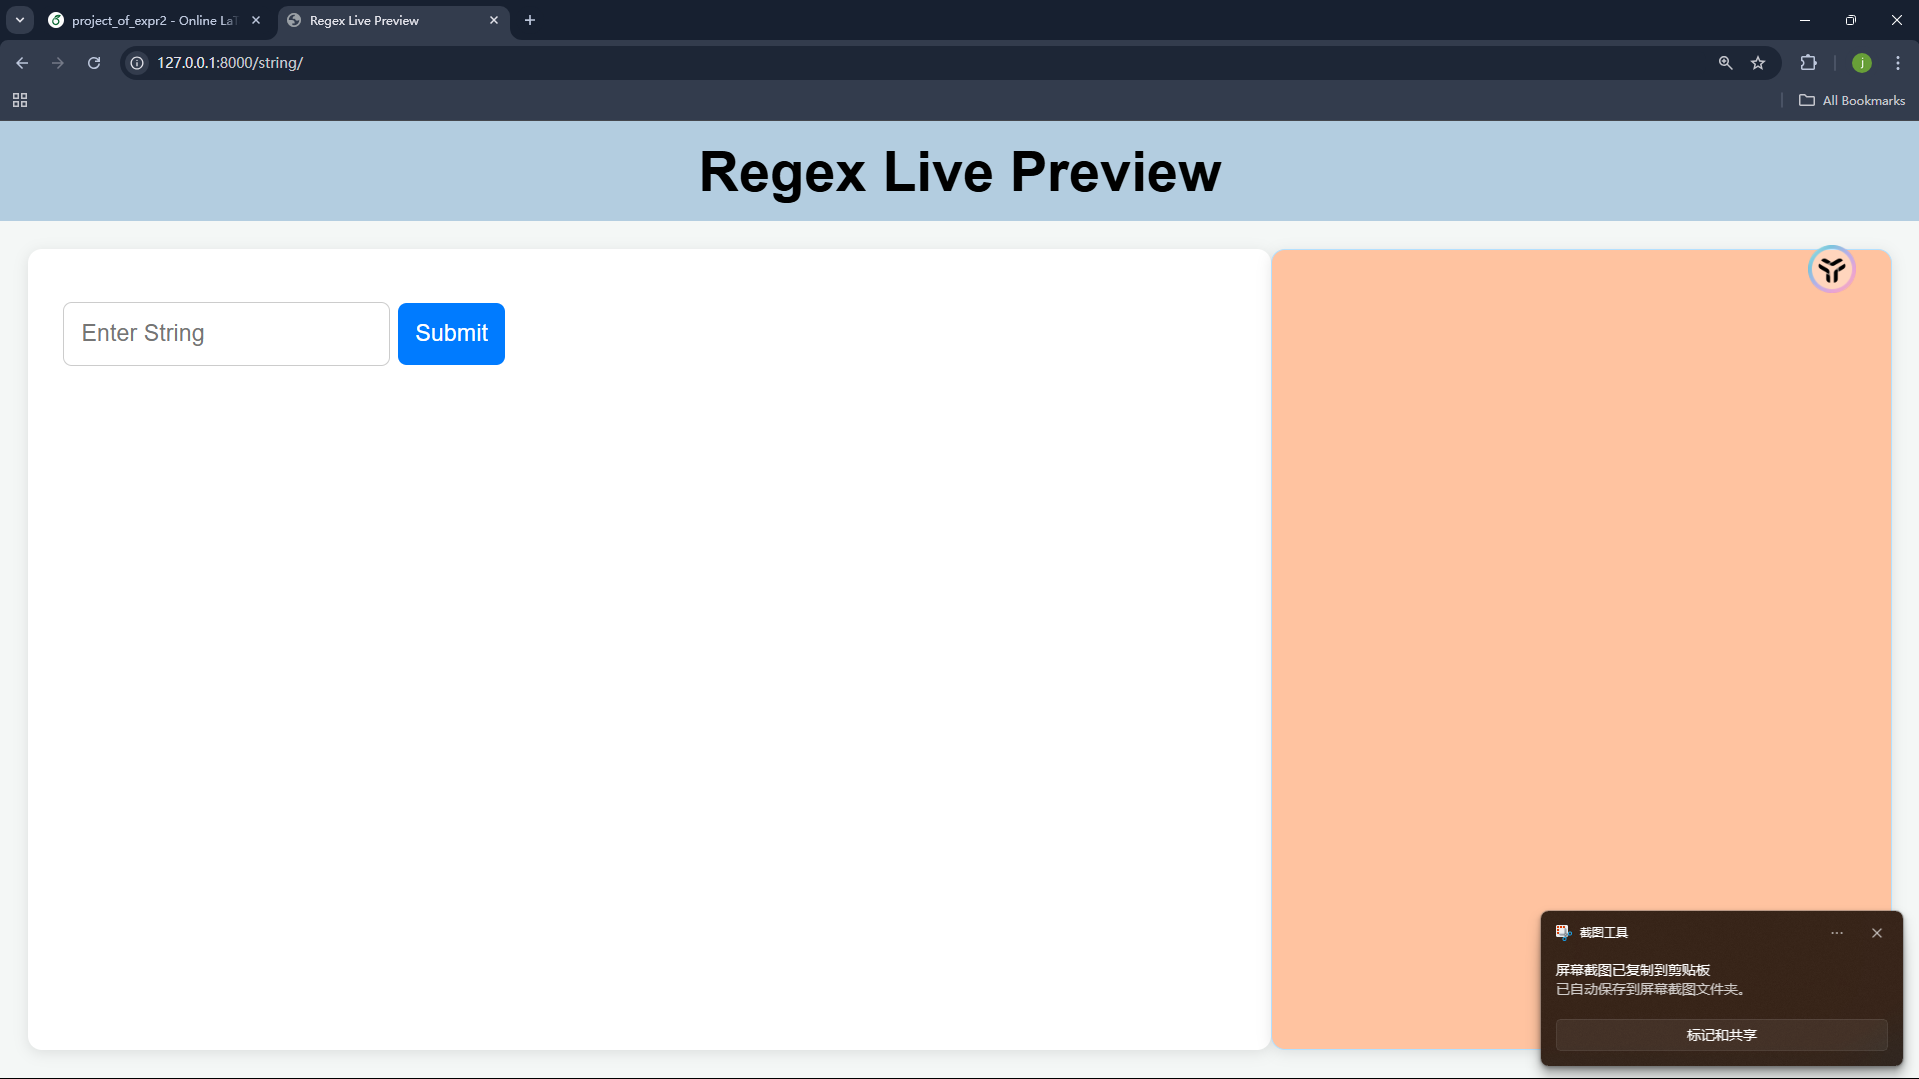 project_of_expr2 - Online LaT
Regex Live Preview
127.0.0.1:8000/string/
j
All Bookmarks
Regex Live Preview
Enter String
Submit
截图工具
屏幕截图已复制到剪贴板
已自动保存到屏幕截图文件夹。
标记和共享